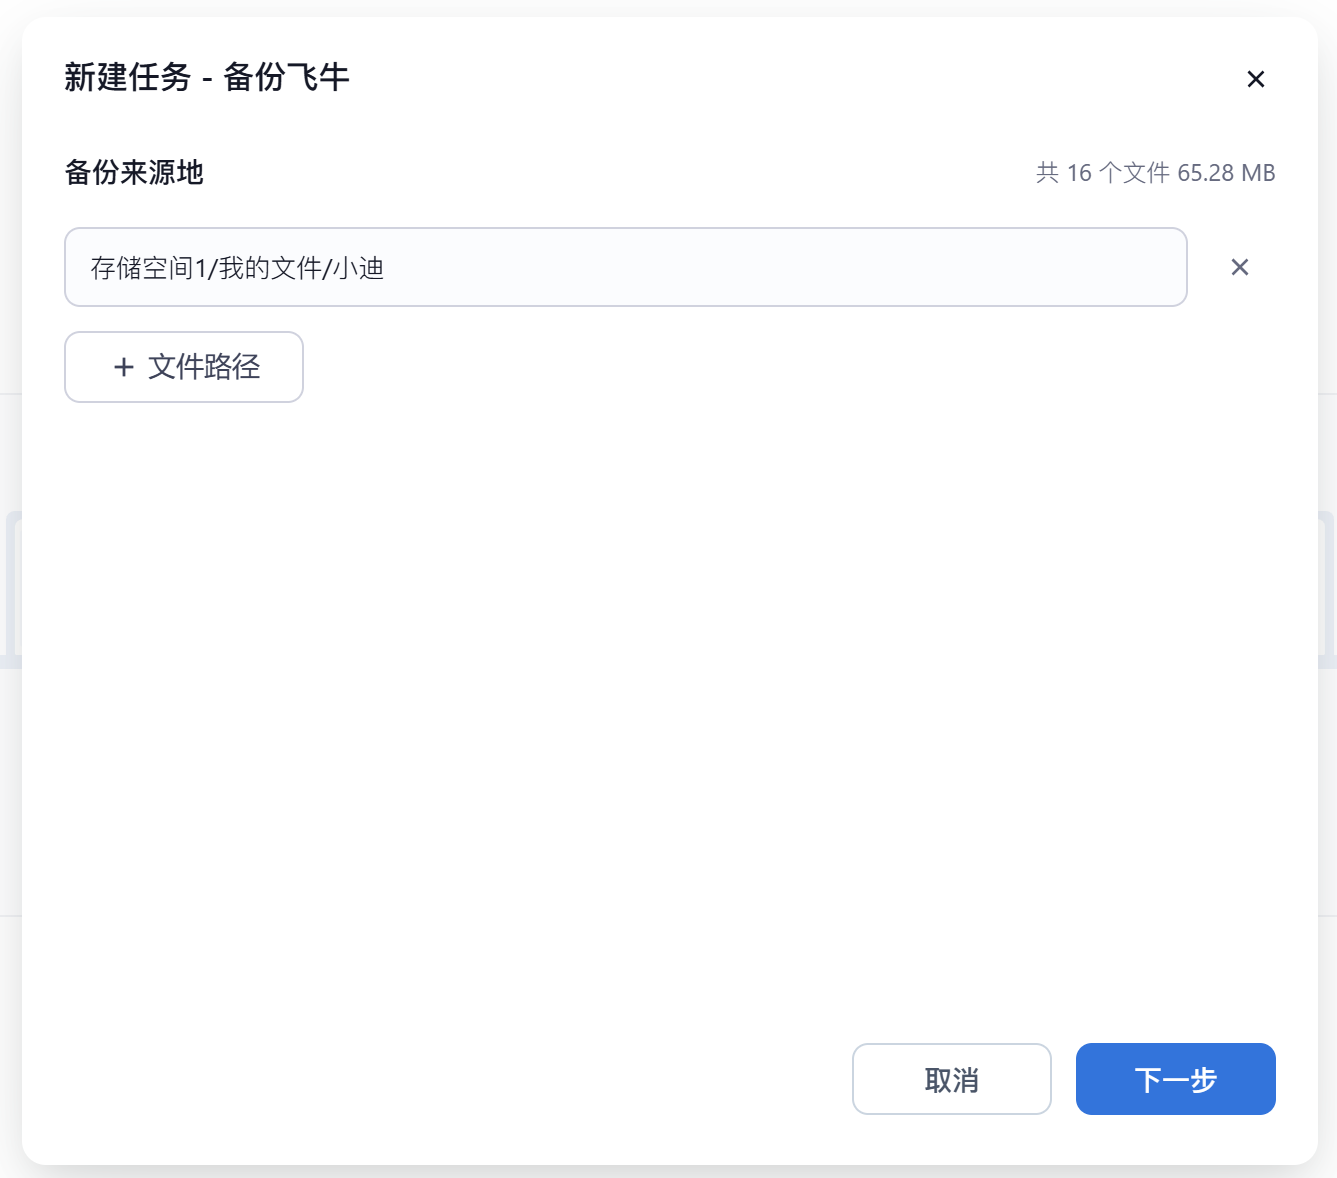 新建任务 - 备份飞牛
备份来源地
共 16 个文件 65.28 MB
存储空间1/我的文件/小迪
+ 文件路径
取消
下一步